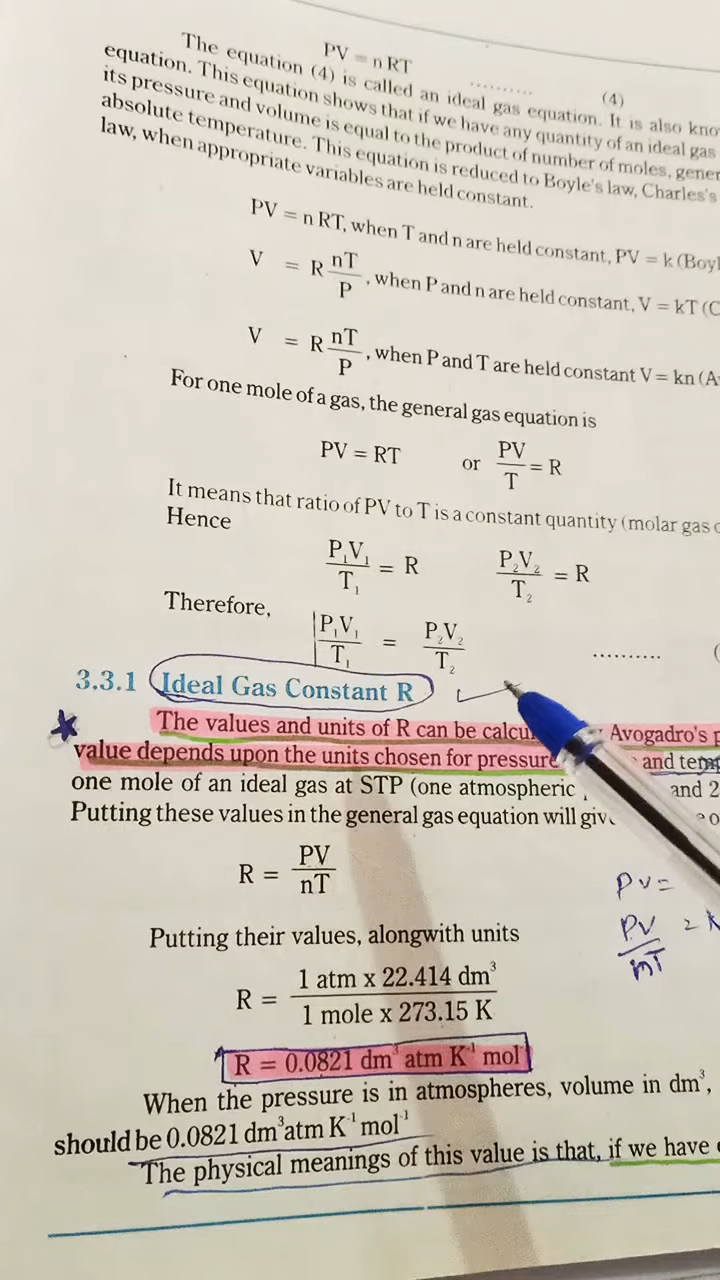 PV = n RT .......... (4)
The equation (4) is called an ideal gas equation. It is also kno
equation. This equation shows that if we have any quantity of an ideal gas
its pressure and volume is equal to the product of number of moles, gener
absolute temperature. This equation is reduced to Boyle's law, Charles's
law, when appropriate variables are held constant.
PV = n RT, when T and n are held constant, PV = k (Boyl
V = R nT/P , when P and n are held constant, V = kT (C
V = R nT/P , when P and T are held constant V = kn (A
For one mole of a gas, the general gas equation is
PV = RT or PV/T = R
It means that ratio of PV to T is a constant quantity (molar gas
Hence
P₁V₁/T₁ = R P₂V₂/T₂ = R
Therefore,
P₁V₁/T₁ = P₂V₂/T₂ .......... (
3.3.1 Ideal Gas Constant R
The values and units of R can be calcu Avogadro's p
value depends upon the units chosen for pressure and tem
one mole of an ideal gas at STP (one atmospheric and 2
Putting these values in the general gas equation will giv
R = PV/nT
PV=
Putting their values, alongwith units
PV/nT =
R = 1 atm x 22.414 dm³ / 1 mole x 273.15 K
R = 0.0821 dm³ atm K⁻¹ mol⁻
When the pressure is in atmospheres, volume in dm³,
should be 0.0821 dm³atm K⁻¹ mol⁻¹
The physical meanings of this value is that, if we have